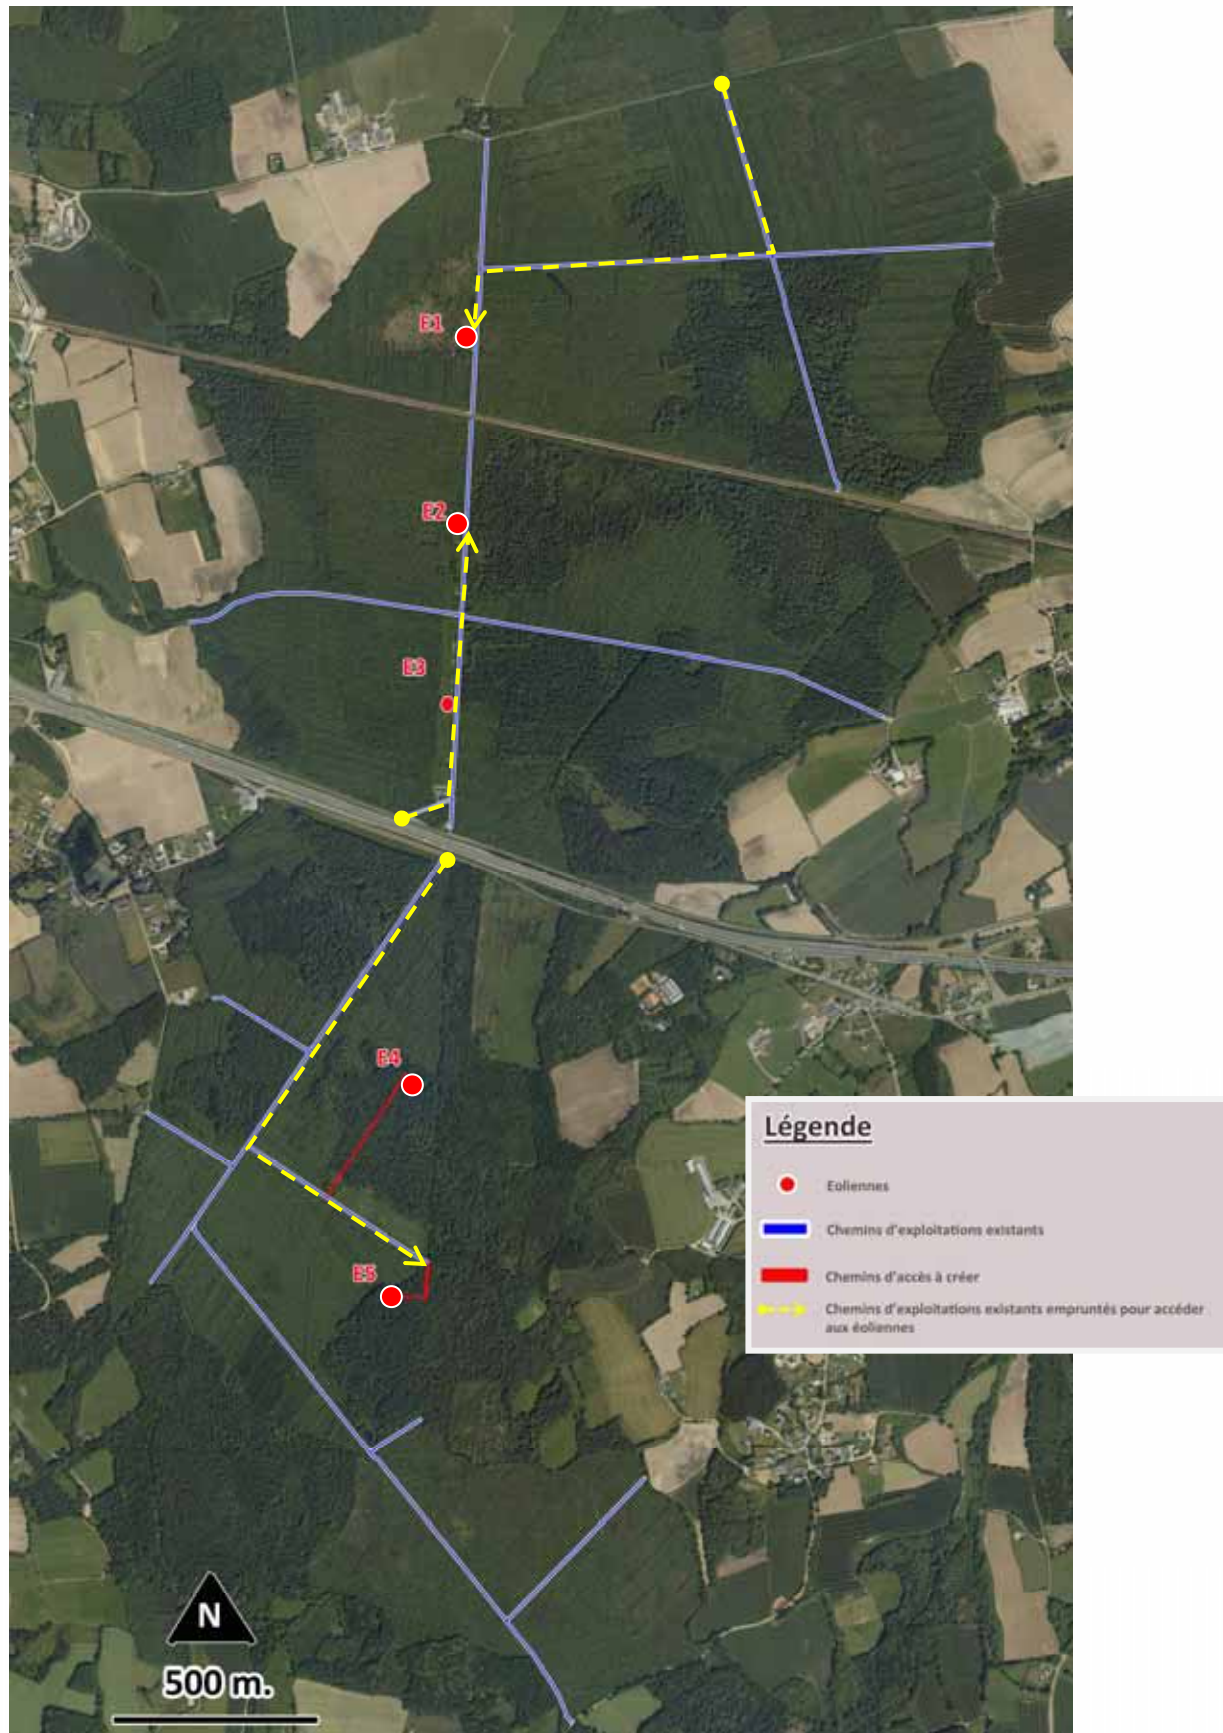 E1
E2
E3
E4
E5
Légende
Eoliennes
Chemins d'exploitations existants
Chemins d'accès à créer
Chemins d'exploitations existants empruntés pour accéder
aux éoliennes
N
500 m.